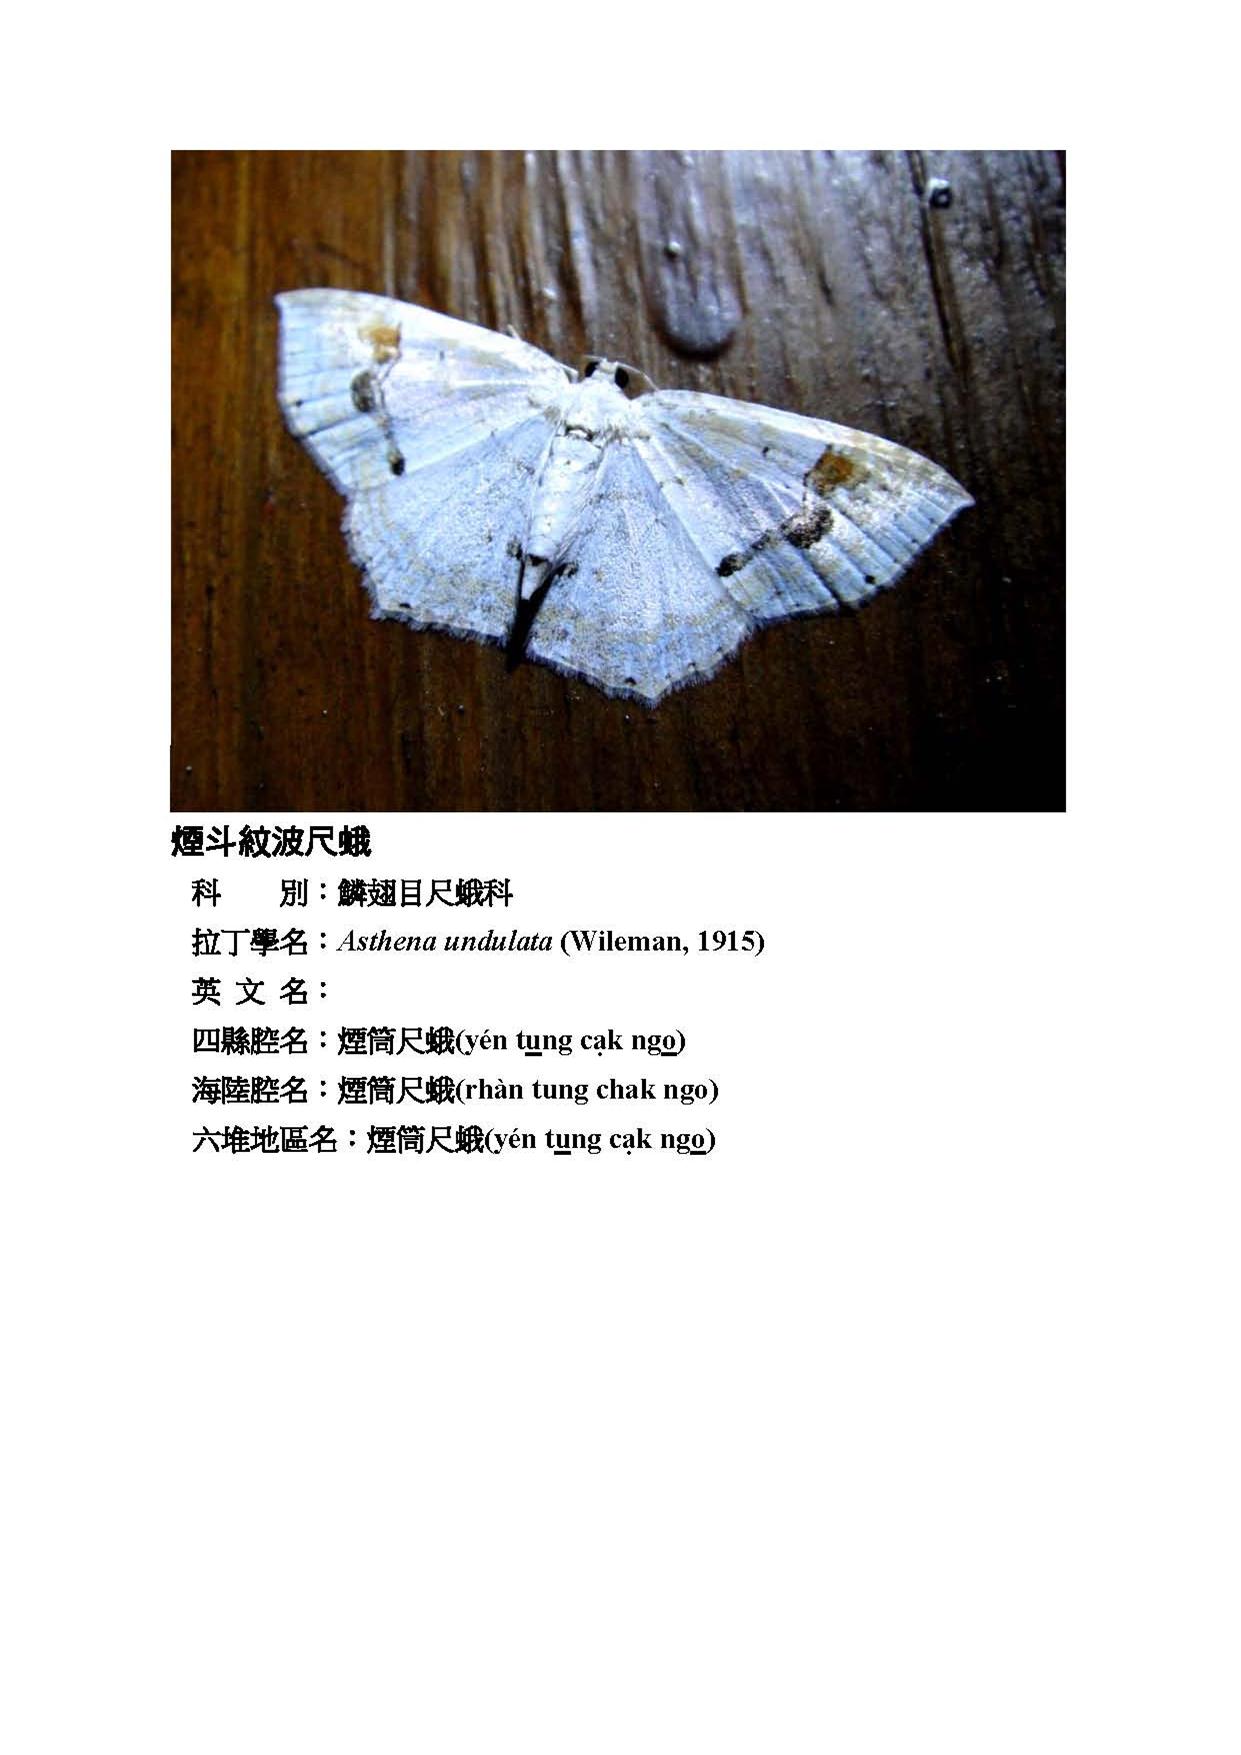 煙斗紋波尺蛾
科　　別：鱗翅目尺蛾科
拉丁學名：Asthena undulata (Wileman, 1915)
英 文 名：
四縣腔名：煙筒尺蛾(yén tu̲ng cạk ngo̲)
海陸腔名：煙筒尺蛾(rhàn tung chak ngo)
六堆地區名：煙筒尺蛾(yén tu̲ng cạk ngo̲)